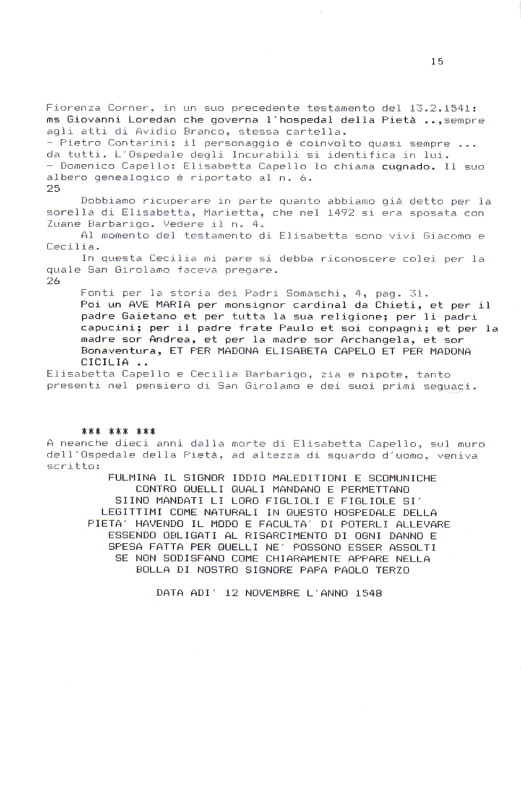 15
Fiorenza Corner, in un suo precedente testamento del 13.2.1541:
ms Giovanni Loredan che governa l'hospedal della Pietà ..,sempre
agli atti di Avidio Branco, stessa cartella.
- Pietro Contarini: il personaggio è coinvolto quasi sempre ...
da tutti. L'Ospedale degli Incurabili si identifica in lui.
- Domenico Capello: Elisabetta Capello lo chiama cugnado. Il suo
albero genealogico è riportato al n. 6.
25
Dobbiamo ricuperare in parte quanto abbiamo già detto per la
sorella di Elisabetta, Marietta, che nel 1492 si era sposata con
Zuane Barbarigo. Vedere il n. 4.
Al momento del testamento di Elisabetta sono vivi Giacomo e
Cecilia.
In questa Cecilia mi pare si debba riconoscere colei per la
quale San Girolamo faceva pregare.
26
Fonti per la storia dei Padri Somaschi, 4, pag. 31.
Poi un AVE MARIA per monsignor cardinal da Chieti, et per il
padre Gaietano et per tutta la sua religione; per li padri
capucini; per il padre frate Paulo et soi conpagni; et per la
madre sor Andrea, et per la madre sor Archangela, et sor
Bonaventura, ET PER MADONA ELISABETA CAPELO ET PER MADONA
CICILIA ..
Elisabetta Capello e Cecilia Barbarigo, zia e nipote, tanto
presenti nel pensiero di San Girolamo e dei suoi primi seguaci.
*** *** ***
A neanche dieci anni dalla morte di Elisabetta Capello, sul muro
dell'Ospedale della Pietà, ad altezza di sguardo d'uomo, veniva
scritto:
FULMINA IL SIGNOR IDDIO MALEDITIONI E SCOMUNICHE
CONTRO QUELLI QUALI MANDANO E PERMETTANO
SIINO MANDATI LI LORO FIGLIOLI E FIGLIOLE SI'
LEGITTIMI COME NATURALI IN QUESTO HOSPEDALE DELLA
PIETA' HAVENDO IL MODO E FACULTA' DI POTERLI ALLEVARE
ESSENDO OBLIGATI AL RISARCIMENTO DI OGNI DANNO E
SPESA FATTA PER QUELLI NE' POSSONO ESSER ASSOLTI
SE NON SODISFANO COME CHIARAMENTE APPARE NELLA
BOLLA DI NOSTRO SIGNORE PAPA PAOLO TERZO
DATA ADI' 12 NOVEMBRE L'ANNO 1548